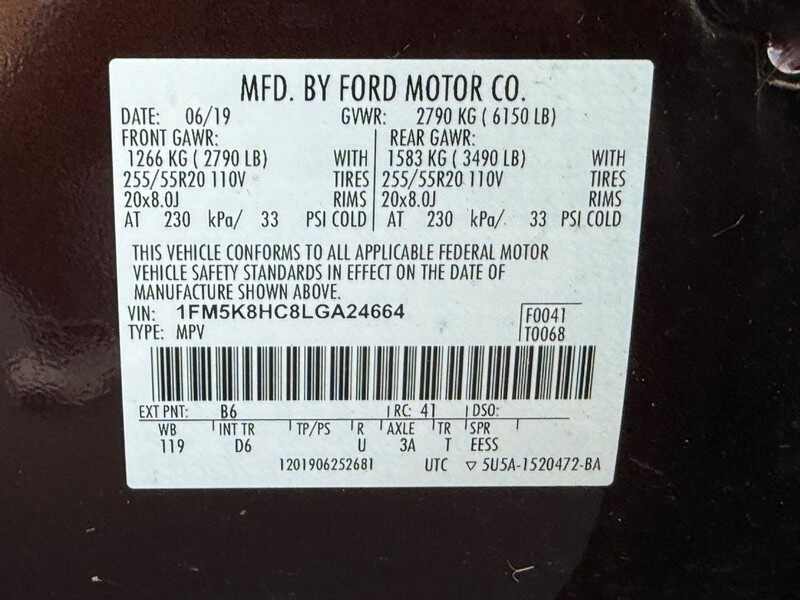 MFD. BY FORD MOTOR CO.
DATE: 06/19 GVWR: 2790 KG ( 6150 LB)
FRONT GAWR: REAR GAWR:
1266 KG ( 2790 LB) WITH 1583 KG ( 3490 LB) WITH
255/55R20 110V TIRES 255/55R20 110V TIRES
20x8.0J RIMS 20x8.0J RIMS
AT 230 kPa/ 33 PSI COLD AT 230 kPa/ 33 PSI COLD
THIS VEHICLE CONFORMS TO ALL APPLICABLE FEDERAL MOTOR
VEHICLE SAFETY STANDARDS IN EFFECT ON THE DATE OF
MANUFACTURE SHOWN ABOVE.
VIN: 1FM5K8HC8LGA24664 F0041
TYPE: MPV T0068
EXT PNT: B6 RC: 41 DSO:
WB INT TR TP/PS R AXLE TR SPR
119 D6 U 3A T EESS
1201906252681 UTC ▽ 5U5A-1520472-BA